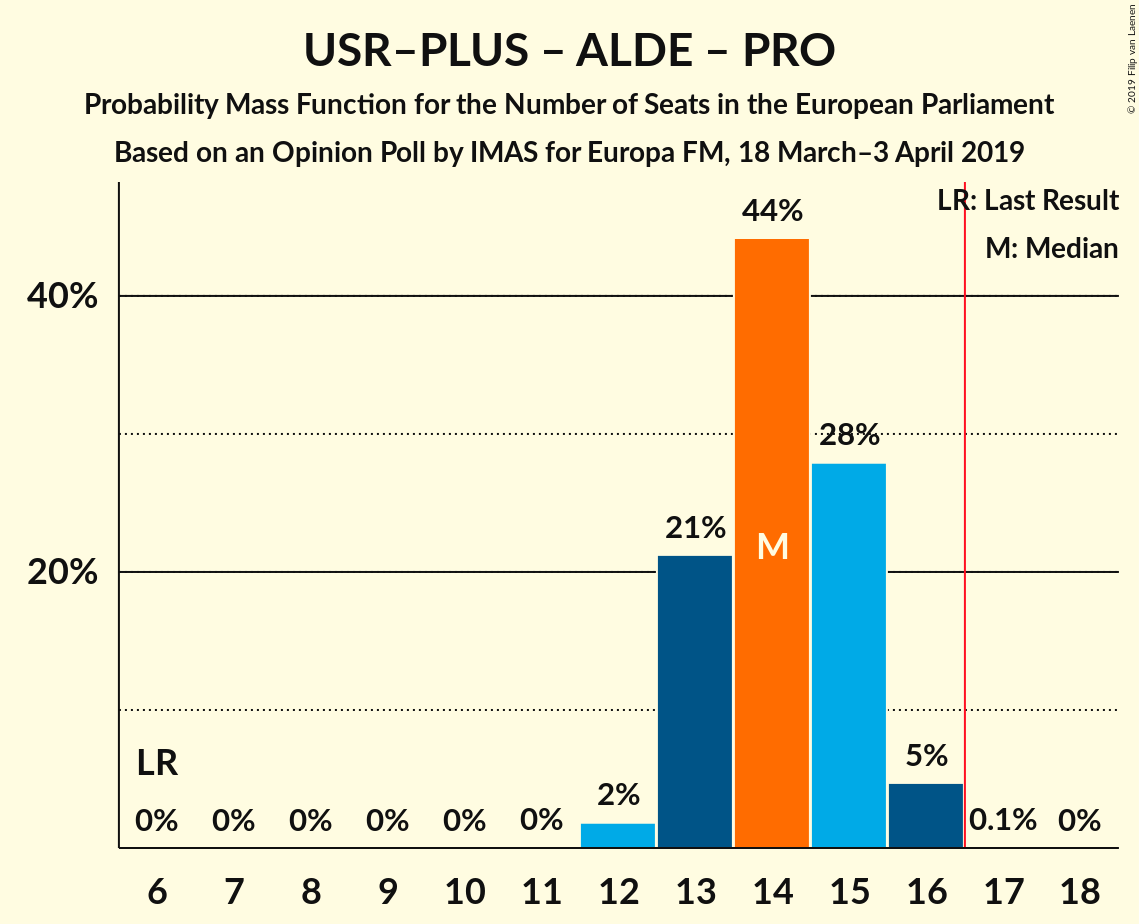 USR–PLUS – ALDE – PRO
Probability Mass Function for the Number of Seats in the European Parliament
Based on an Opinion Poll by IMAS for Europa FM, 18 March–3 April 2019
© 2019 Filip van Laenen
LR: Last Result
M: Median
40%
20%
44%
28%
21%
M
5%
2%
LR
0%
0%
0%
0%
0%
0%
0.1%
0%
6 7 8 9 10 11 12 13 14 15 16 17 18